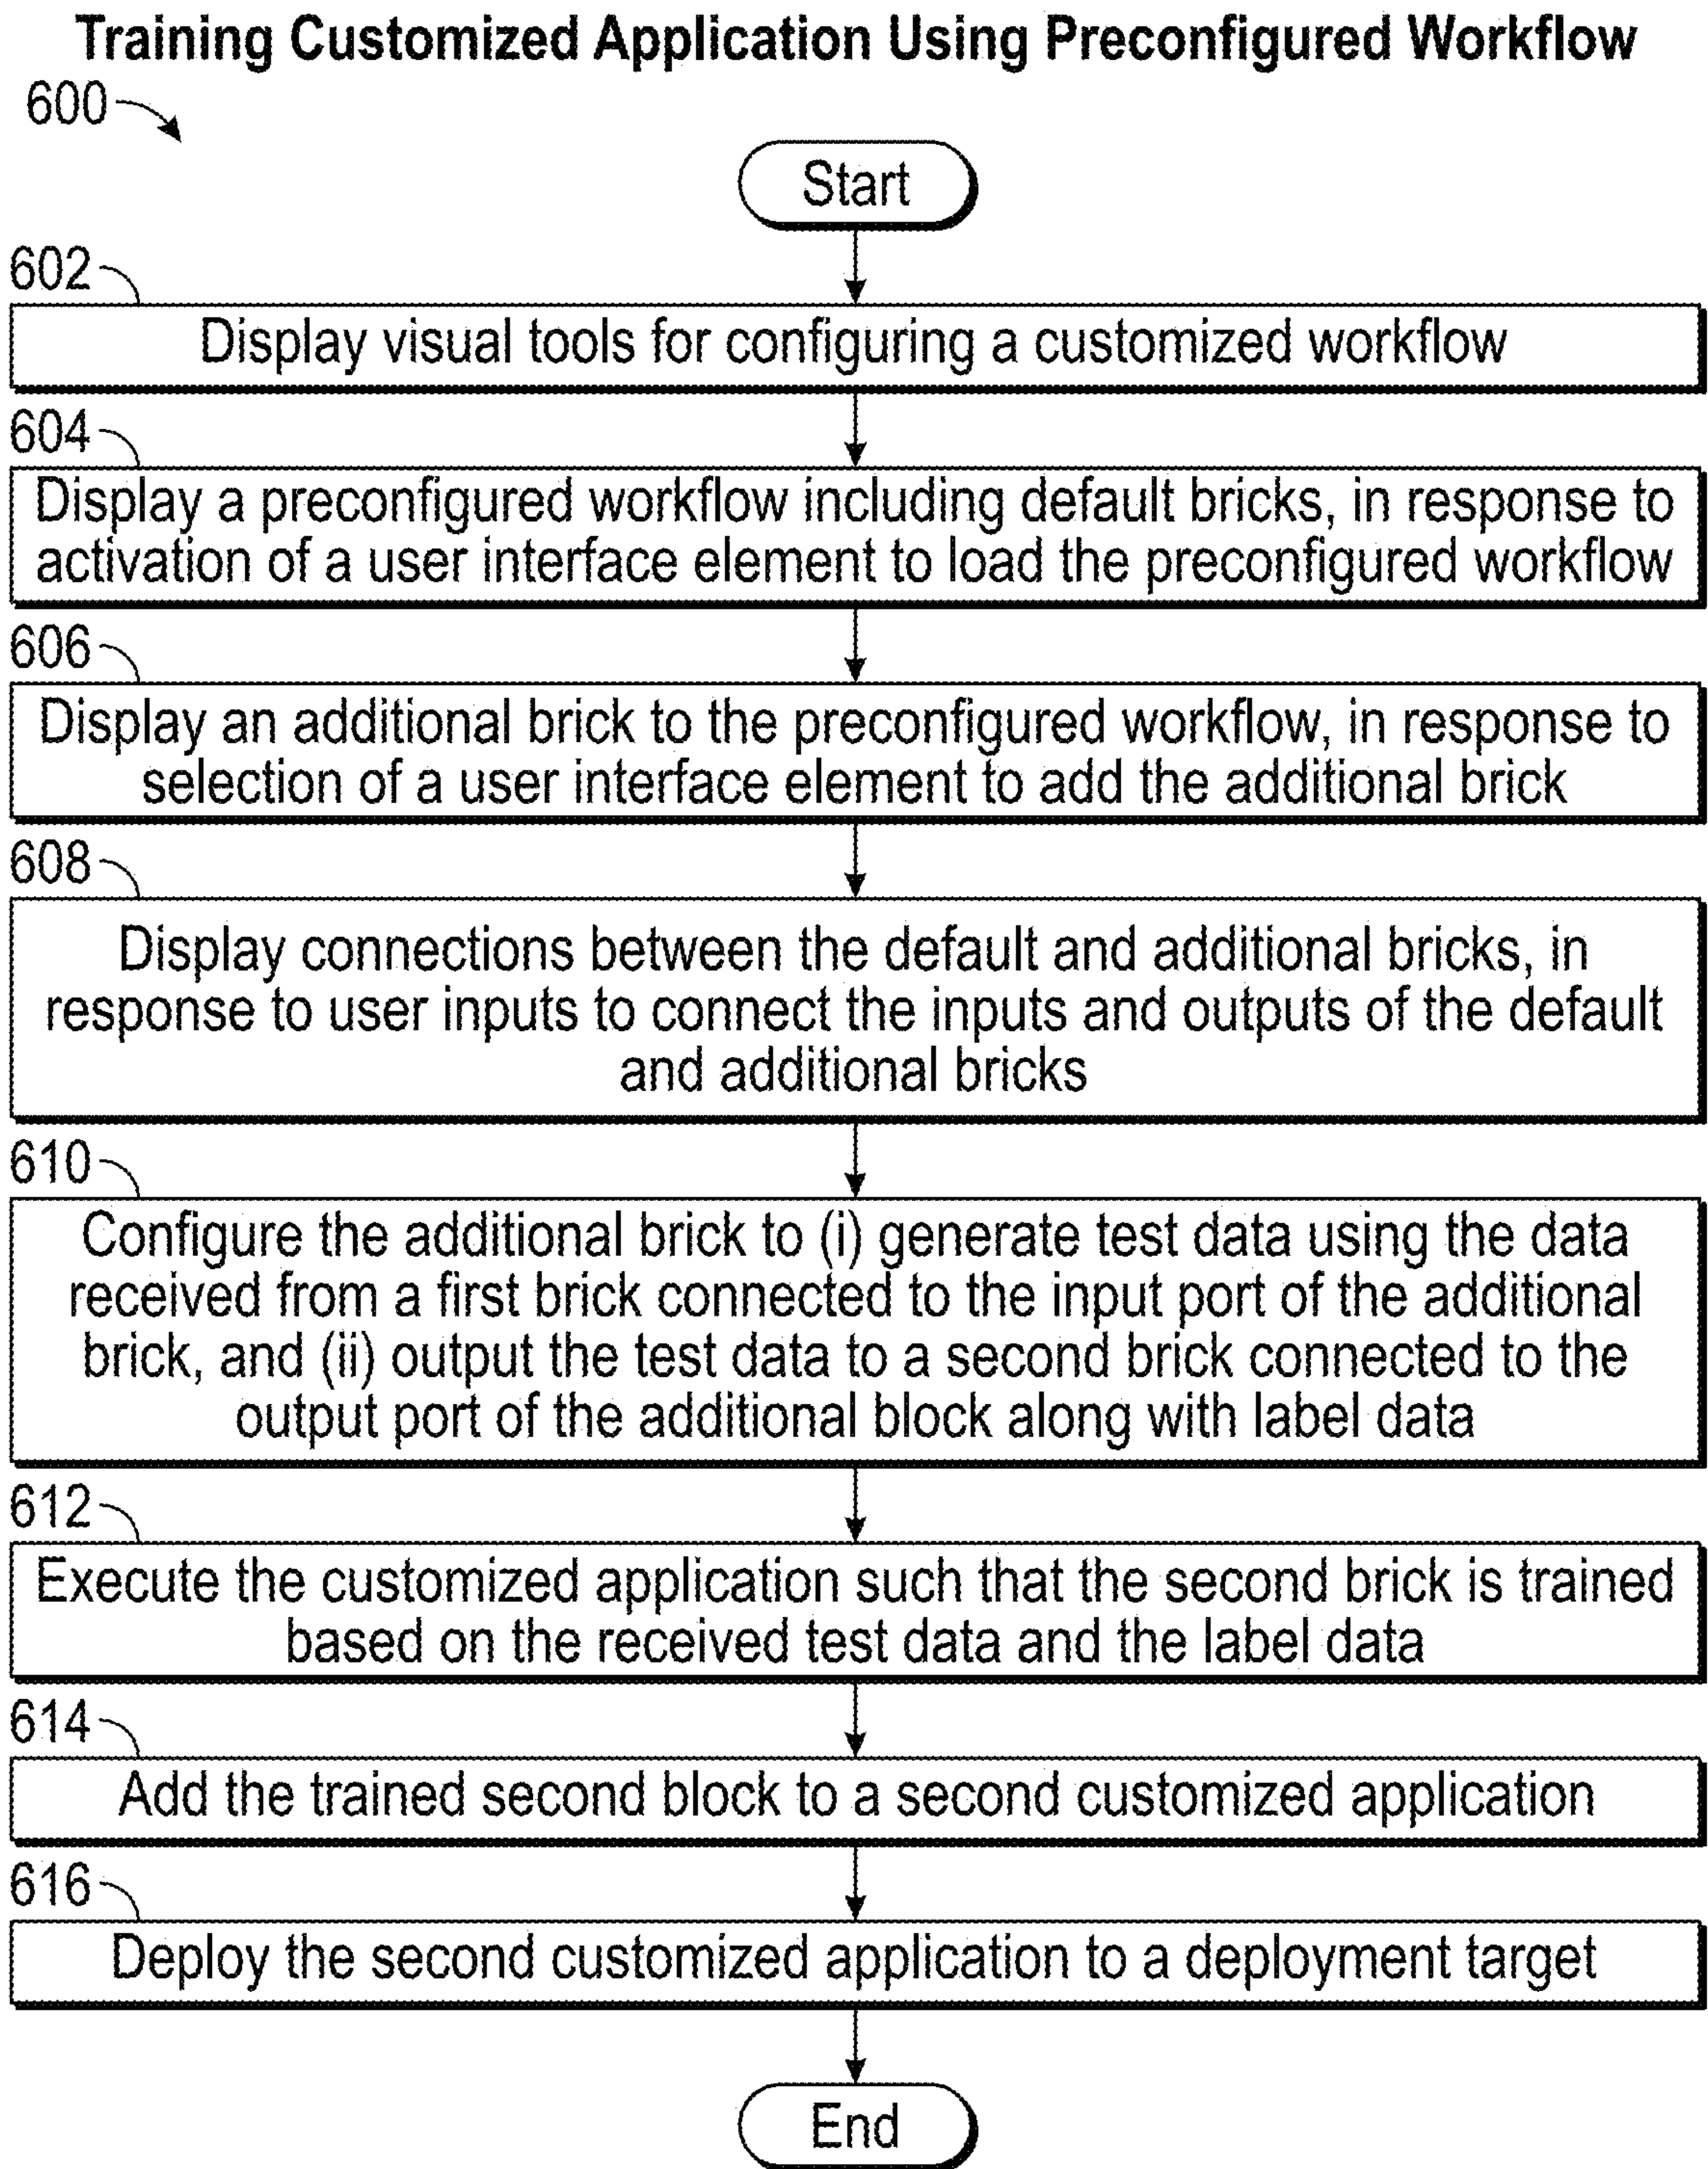 Training Customized Application Using Preconfigured Workflow
600
Start
602
Display visual tools for configuring a customized workflow
604
Display a preconfigured workflow including default bricks, in response to
activation of a user interface element to load the preconfigured workflow
606
Display an additional brick to the preconfigured workflow, in response to
selection of a user interface element to add the additional brick
608
Display connections between the default and additional bricks, in
response to user inputs to connect the inputs and outputs of the default
and additional bricks
610
Configure the additional brick to (i) generate test data using the data
received from a first brick connected to the input port of the additional
brick, and (ii) output the test data to a second brick connected to the
output port of the additional block along with label data
612
Execute the customized application such that the second brick is trained
based on the received test data and the label data
614
Add the trained second block to a second customized application
616
Deploy the second customized application to a deployment target
End